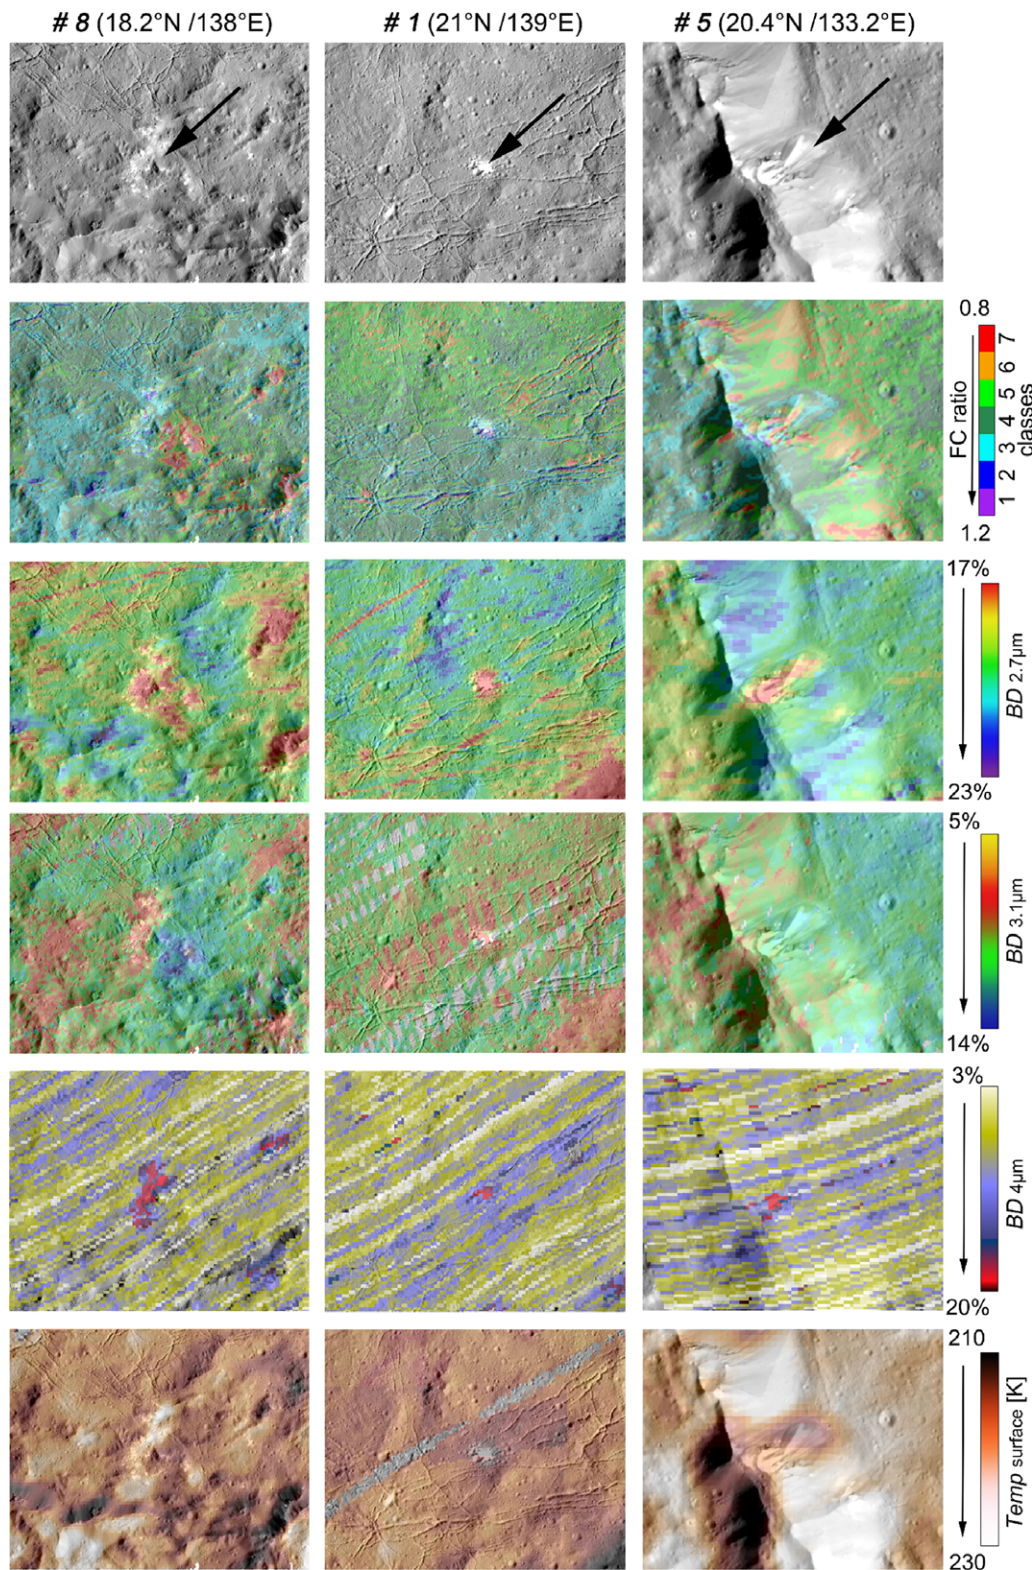 # 8 (18.2°N /138°E)
# 1 (21°N /139°E)
# 5 (20.4°N /133.2°E)
0.8
FC ratio
1.2
7
6
5
4
3
2
1
classes
17%
BD 2.7µm
23%
5%
BD 3.1µm
14%
3%
BD 4µm
20%
210
Temp surface [K]
230